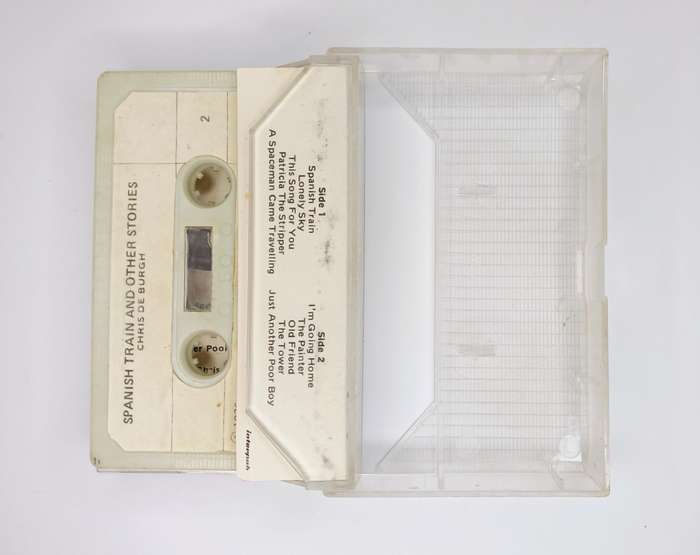 SPANISH TRAIN AND OTHER STORIES
CHRIS DE BURGH
2
er Poor
Side 1
Spanish Train
Lonely Sky
This Song For You
Patricia The Stripper
A Spaceman Came Travelling
Side 2
I'm Going Home
The Painter
Old Friend
The Tower
Just Another Poor Boy
interpak